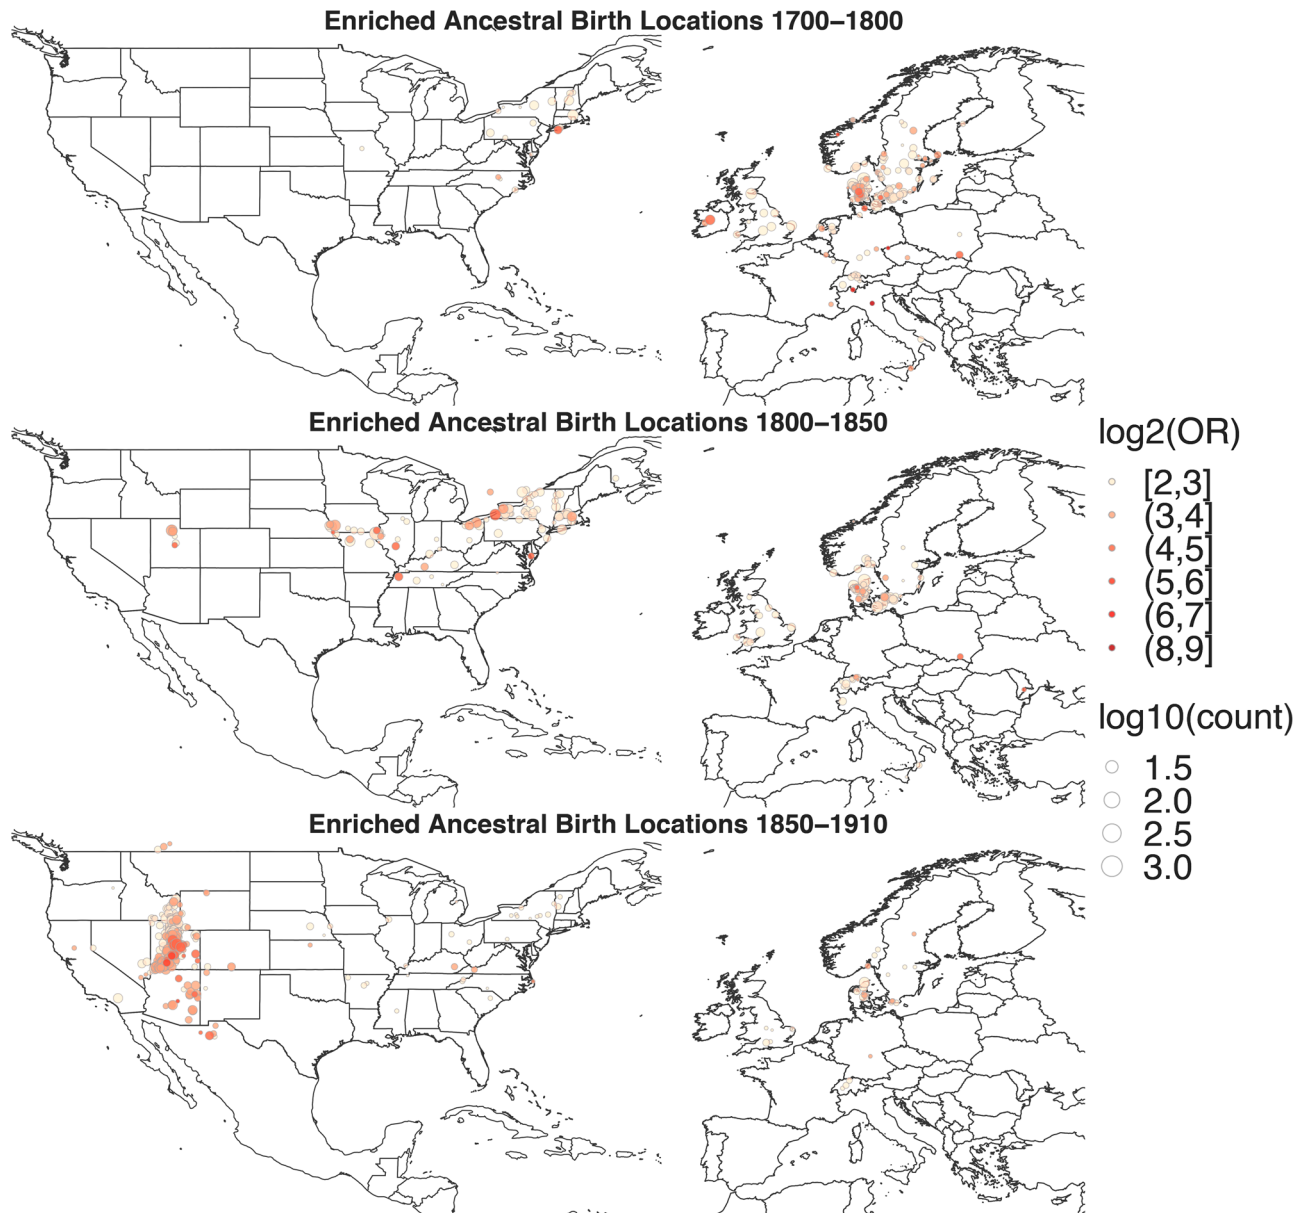 Enriched Ancestral Birth Locations 1700–1800
Enriched Ancestral Birth Locations 1800–1850
log2(OR)
[2,3]
(3,4]
(4,5]
(5,6]
(6,7]
(8,9]
log10(count)
1.5
2.0
2.5
3.0
Enriched Ancestral Birth Locations 1850–1910